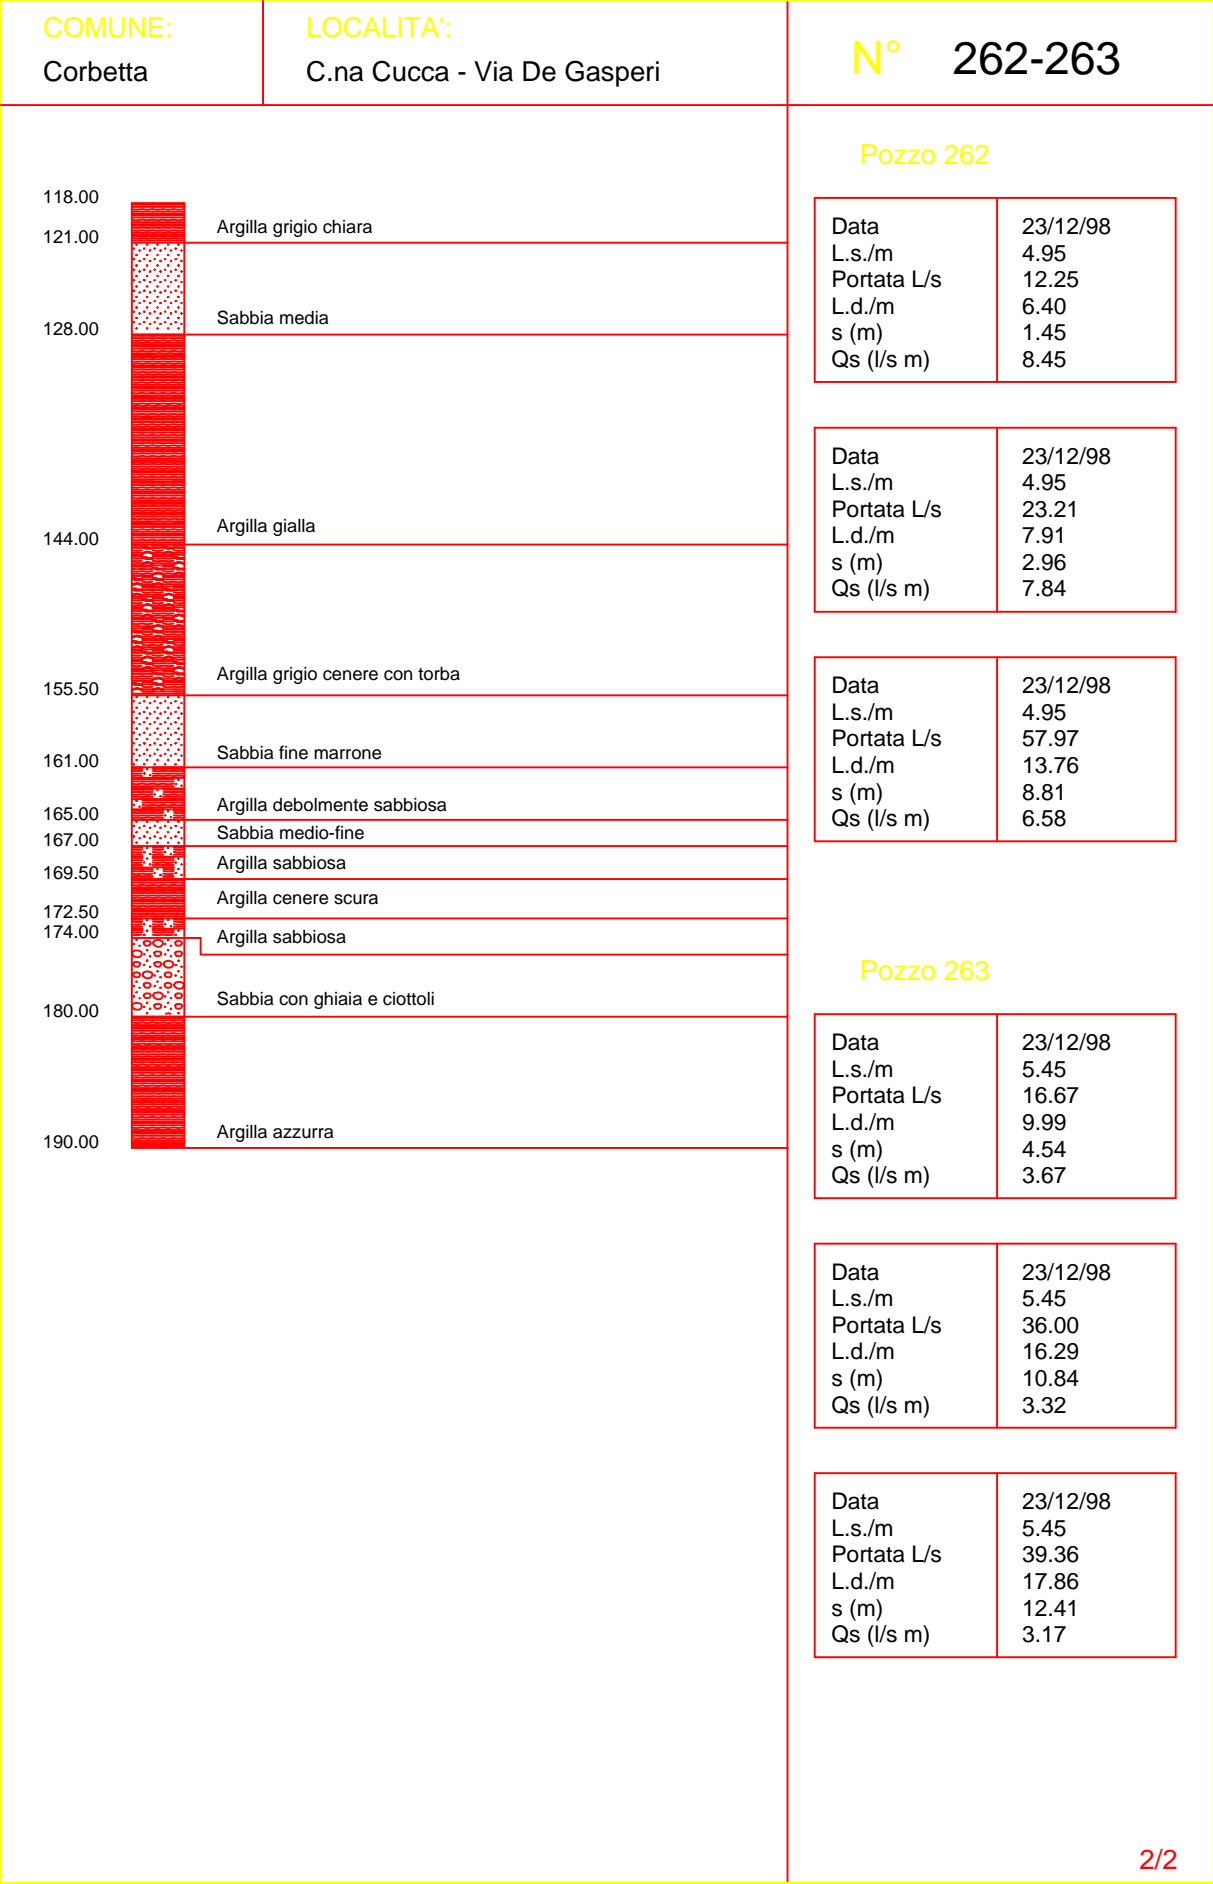 COMUNE:
Corbetta
LOCALITA':
C.na Cucca - Via De Gasperi
N° 262-263
118.00
Argilla grigio chiara
121.00
Sabbia media
128.00
Argilla gialla
144.00
Argilla grigio cenere con torba
155.50
Sabbia fine marrone
161.00
Argilla debolmente sabbiosa
165.00
Sabbia medio-fine
167.00
Argilla sabbiosa
169.50
Argilla cenere scura
172.50
174.00
Argilla sabbiosa
Sabbia con ghiaia e ciottoli
180.00
Argilla azzurra
190.00
Pozzo 262
Data 23/12/98
L.s./m 4.95
Portata L/s 12.25
L.d./m 6.40
s (m) 1.45
Qs (l/s m) 8.45
Data 23/12/98
L.s./m 4.95
Portata L/s 23.21
L.d./m 7.91
s (m) 2.96
Qs (l/s m) 7.84
Data 23/12/98
L.s./m 4.95
Portata L/s 57.97
L.d./m 13.76
s (m) 8.81
Qs (l/s m) 6.58
Pozzo 263
Data 23/12/98
L.s./m 5.45
Portata L/s 16.67
L.d./m 9.99
s (m) 4.54
Qs (l/s m) 3.67
Data 23/12/98
L.s./m 5.45
Portata L/s 36.00
L.d./m 16.29
s (m) 10.84
Qs (l/s m) 3.32
Data 23/12/98
L.s./m 5.45
Portata L/s 39.36
L.d./m 17.86
s (m) 12.41
Qs (l/s m) 3.17
2/2